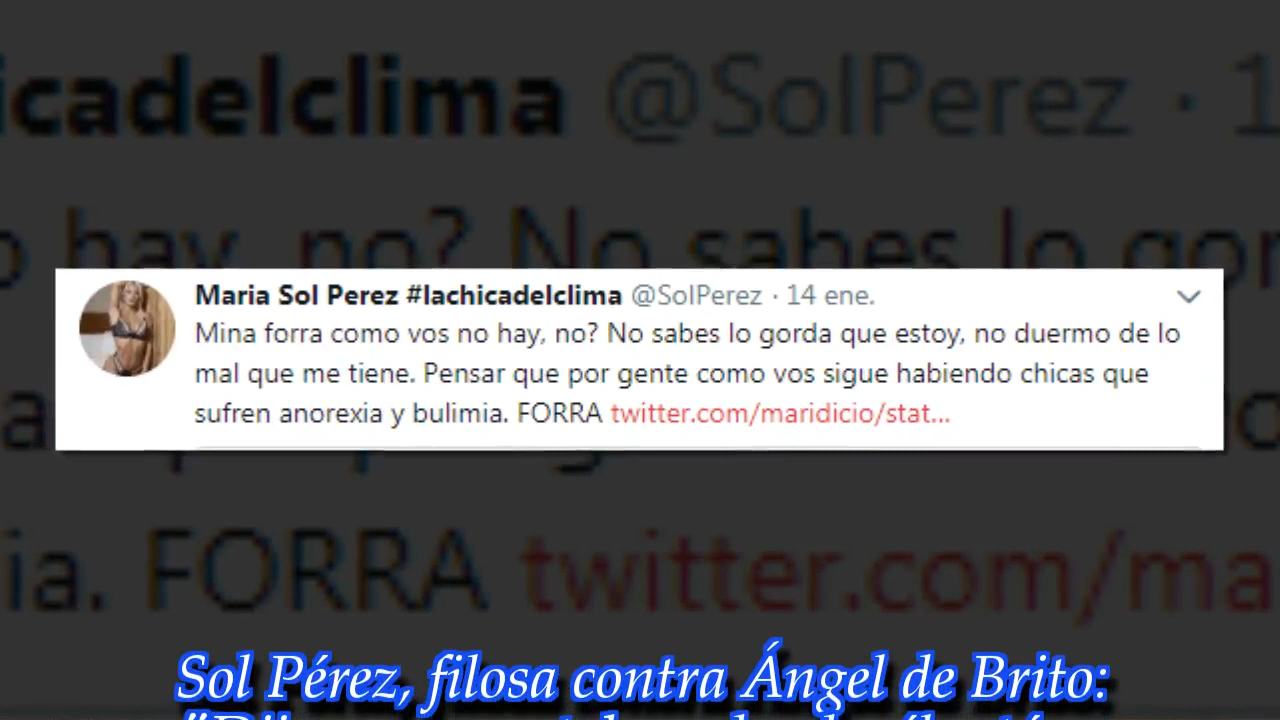 icadelclima @SolPerez · 1
o hay, no? No sabes lo gor
Maria Sol Perez #lachicadelclima @SolPerez · 14 ene.
Mina forra como vos no hay, no? No sabes lo gorda que estoy, no duermo de lo
mal que me tiene. Pensar que por gente como vos sigue habiendo chicas que
sufren anorexia y bulimia. FORRA twitter.com/maridicio/stat...
ia. FORRA twitter.com/ma
Sol Pérez, filosa contra Ángel de Brito: